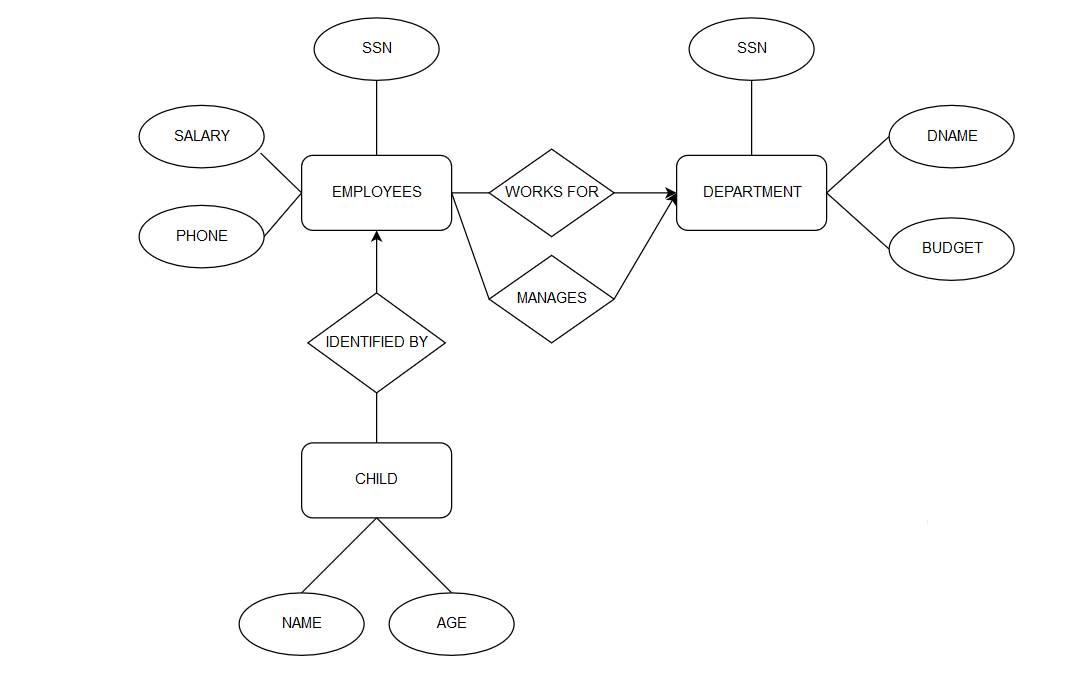 SSN
SSN
SALARY
DNAME
EMPLOYEES
WORKS FOR
DEPARTMENT
PHONE
BUDGET
MANAGES
IDENTIFIED BY
CHILD
NAME
AGE